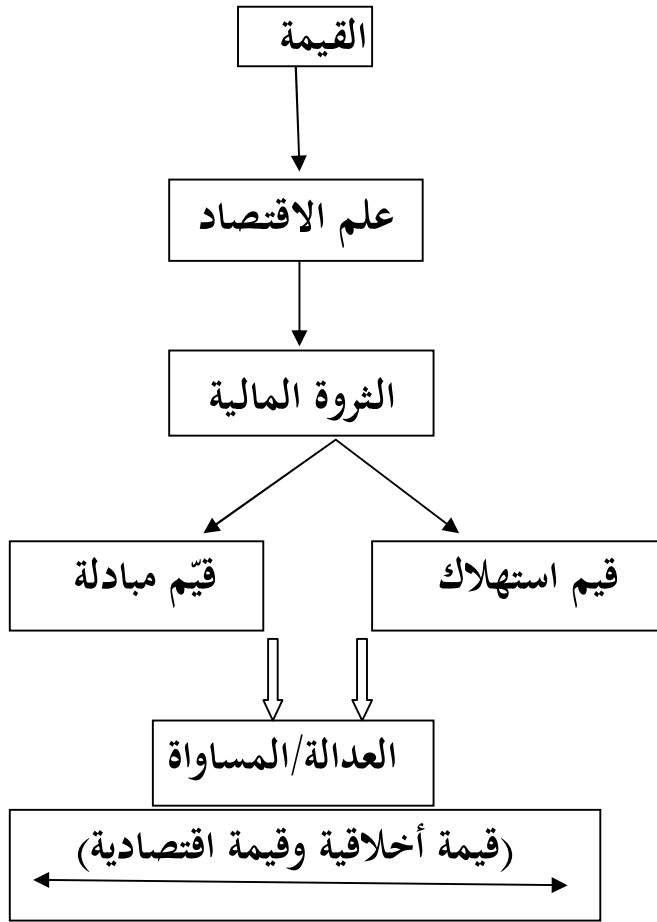 القيمة
علم الاقتصاد
الثروة المالية
قيم استهلاك
قيّم مبادلة
العدالة/المساواة
(قيمة أخلاقية وقيمة اقتصادية)